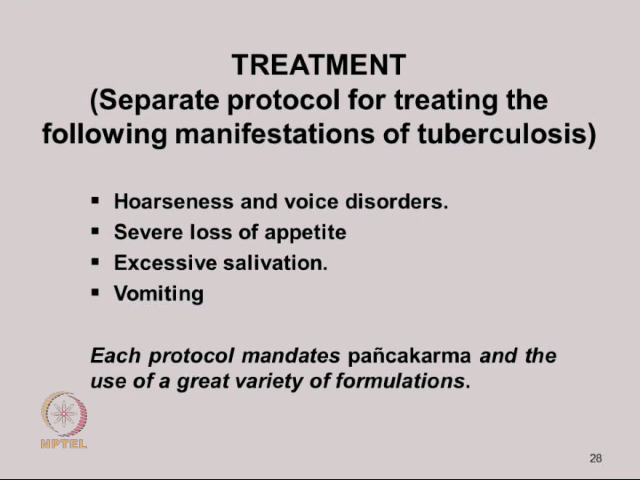 TREATMENT
(Separate protocol for treating the
following manifestations of tuberculosis)
▪ Hoarseness and voice disorders.
▪ Severe loss of appetite
▪ Excessive salivation.
▪ Vomiting
Each protocol mandates pañcakarma and the
use of a great variety of formulations.
NPTEL
28